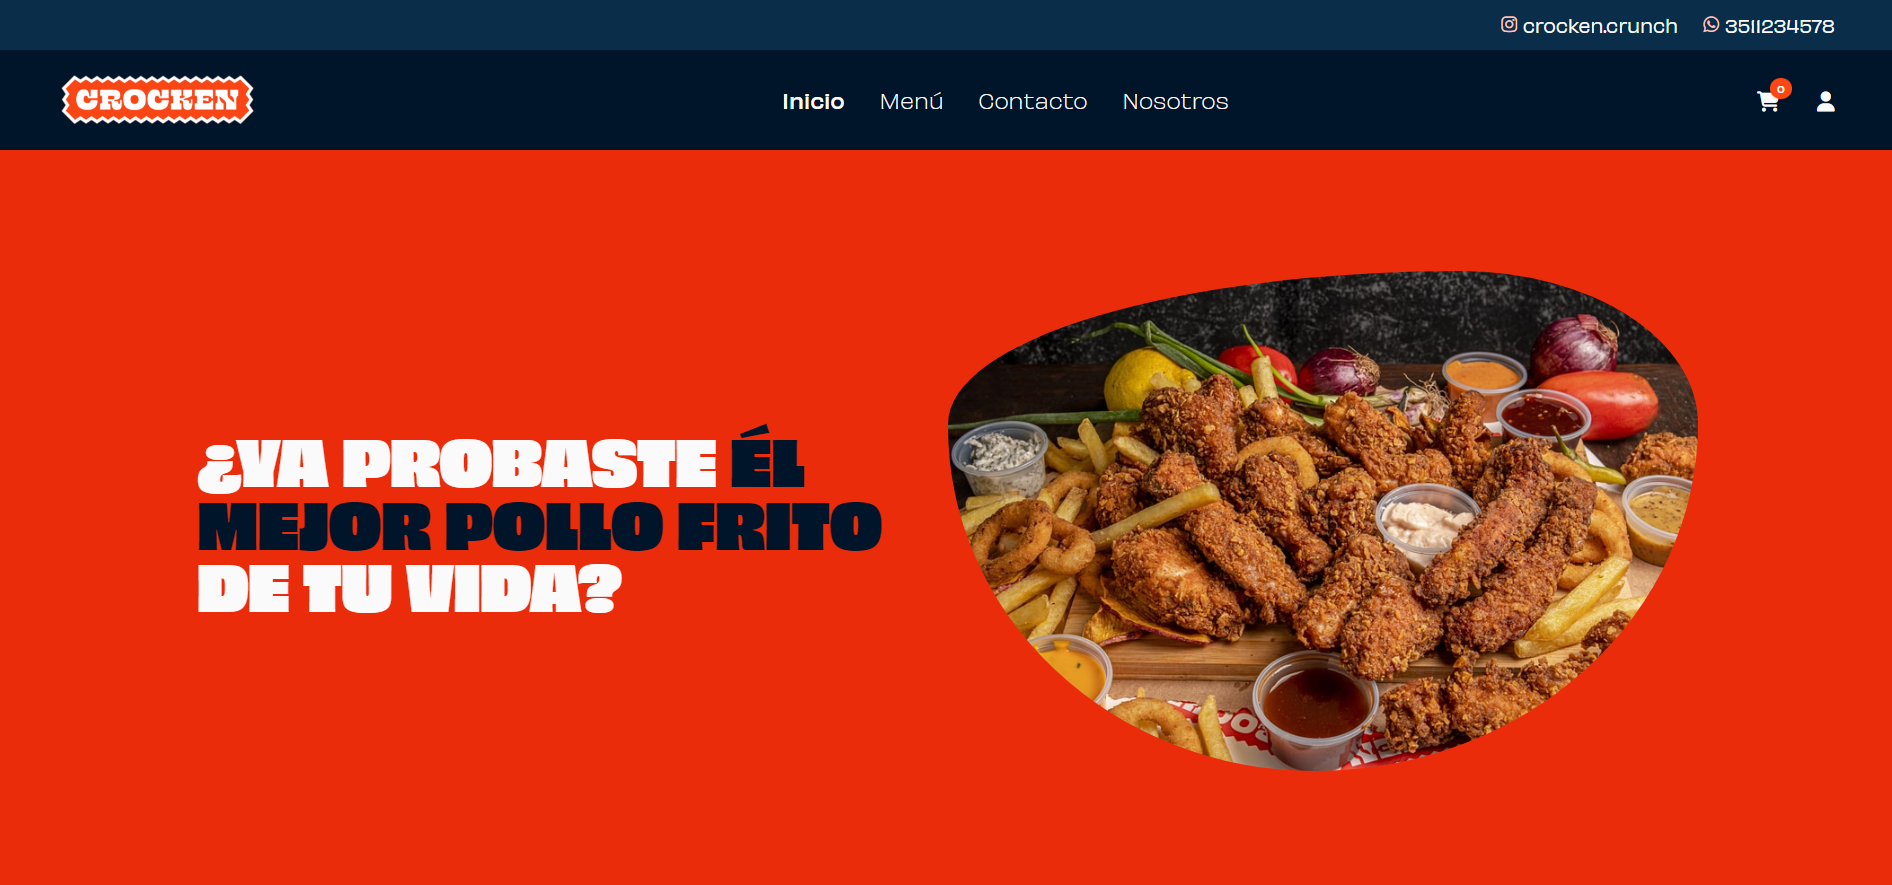 crocken.crunch 3511234578
CROCKEN
Inicio Menú Contacto Nosotros
0
¿YA PROBASTE ÉL
MEJOR POLLO FRITO
DE TU VIDA?